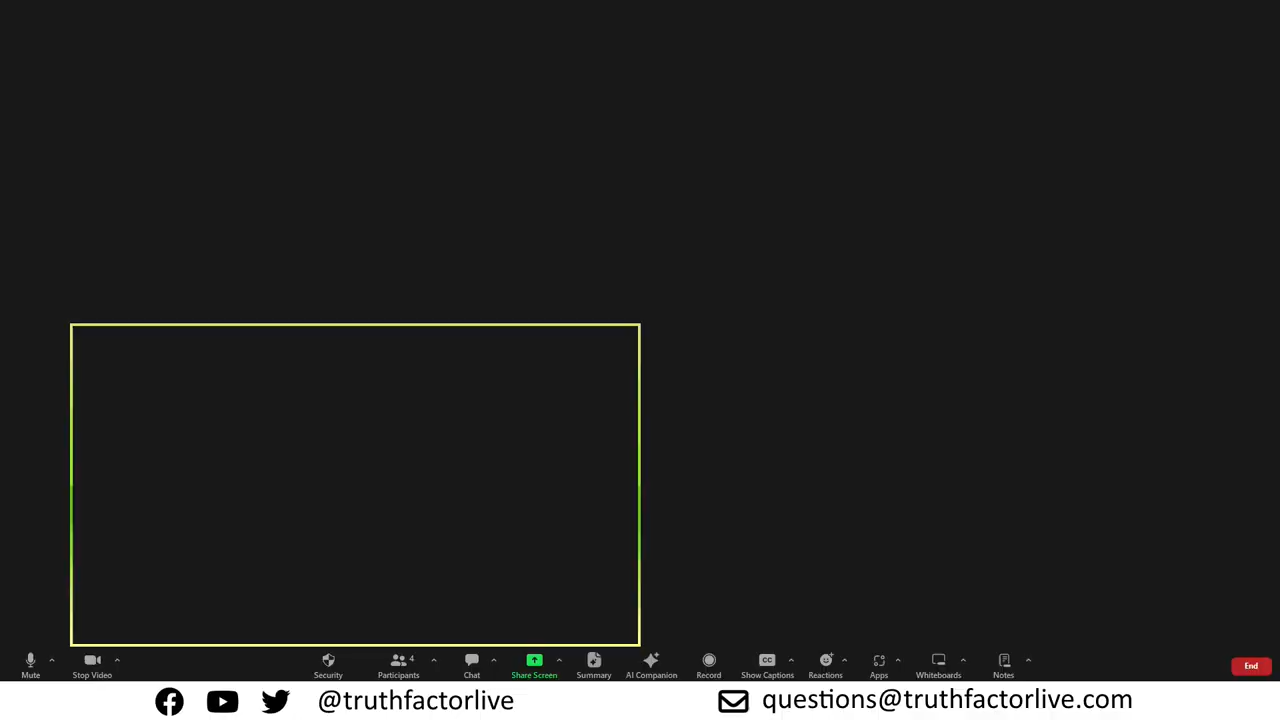 Mute
Stop Video
Security
Participants
4
Chat
Share Screen
Summary
AI Companion
Record
CC
Show Captions
Reactions
Apps
Whiteboards
Notes
End
@truthfactorlive
questions@truthfactorlive.com